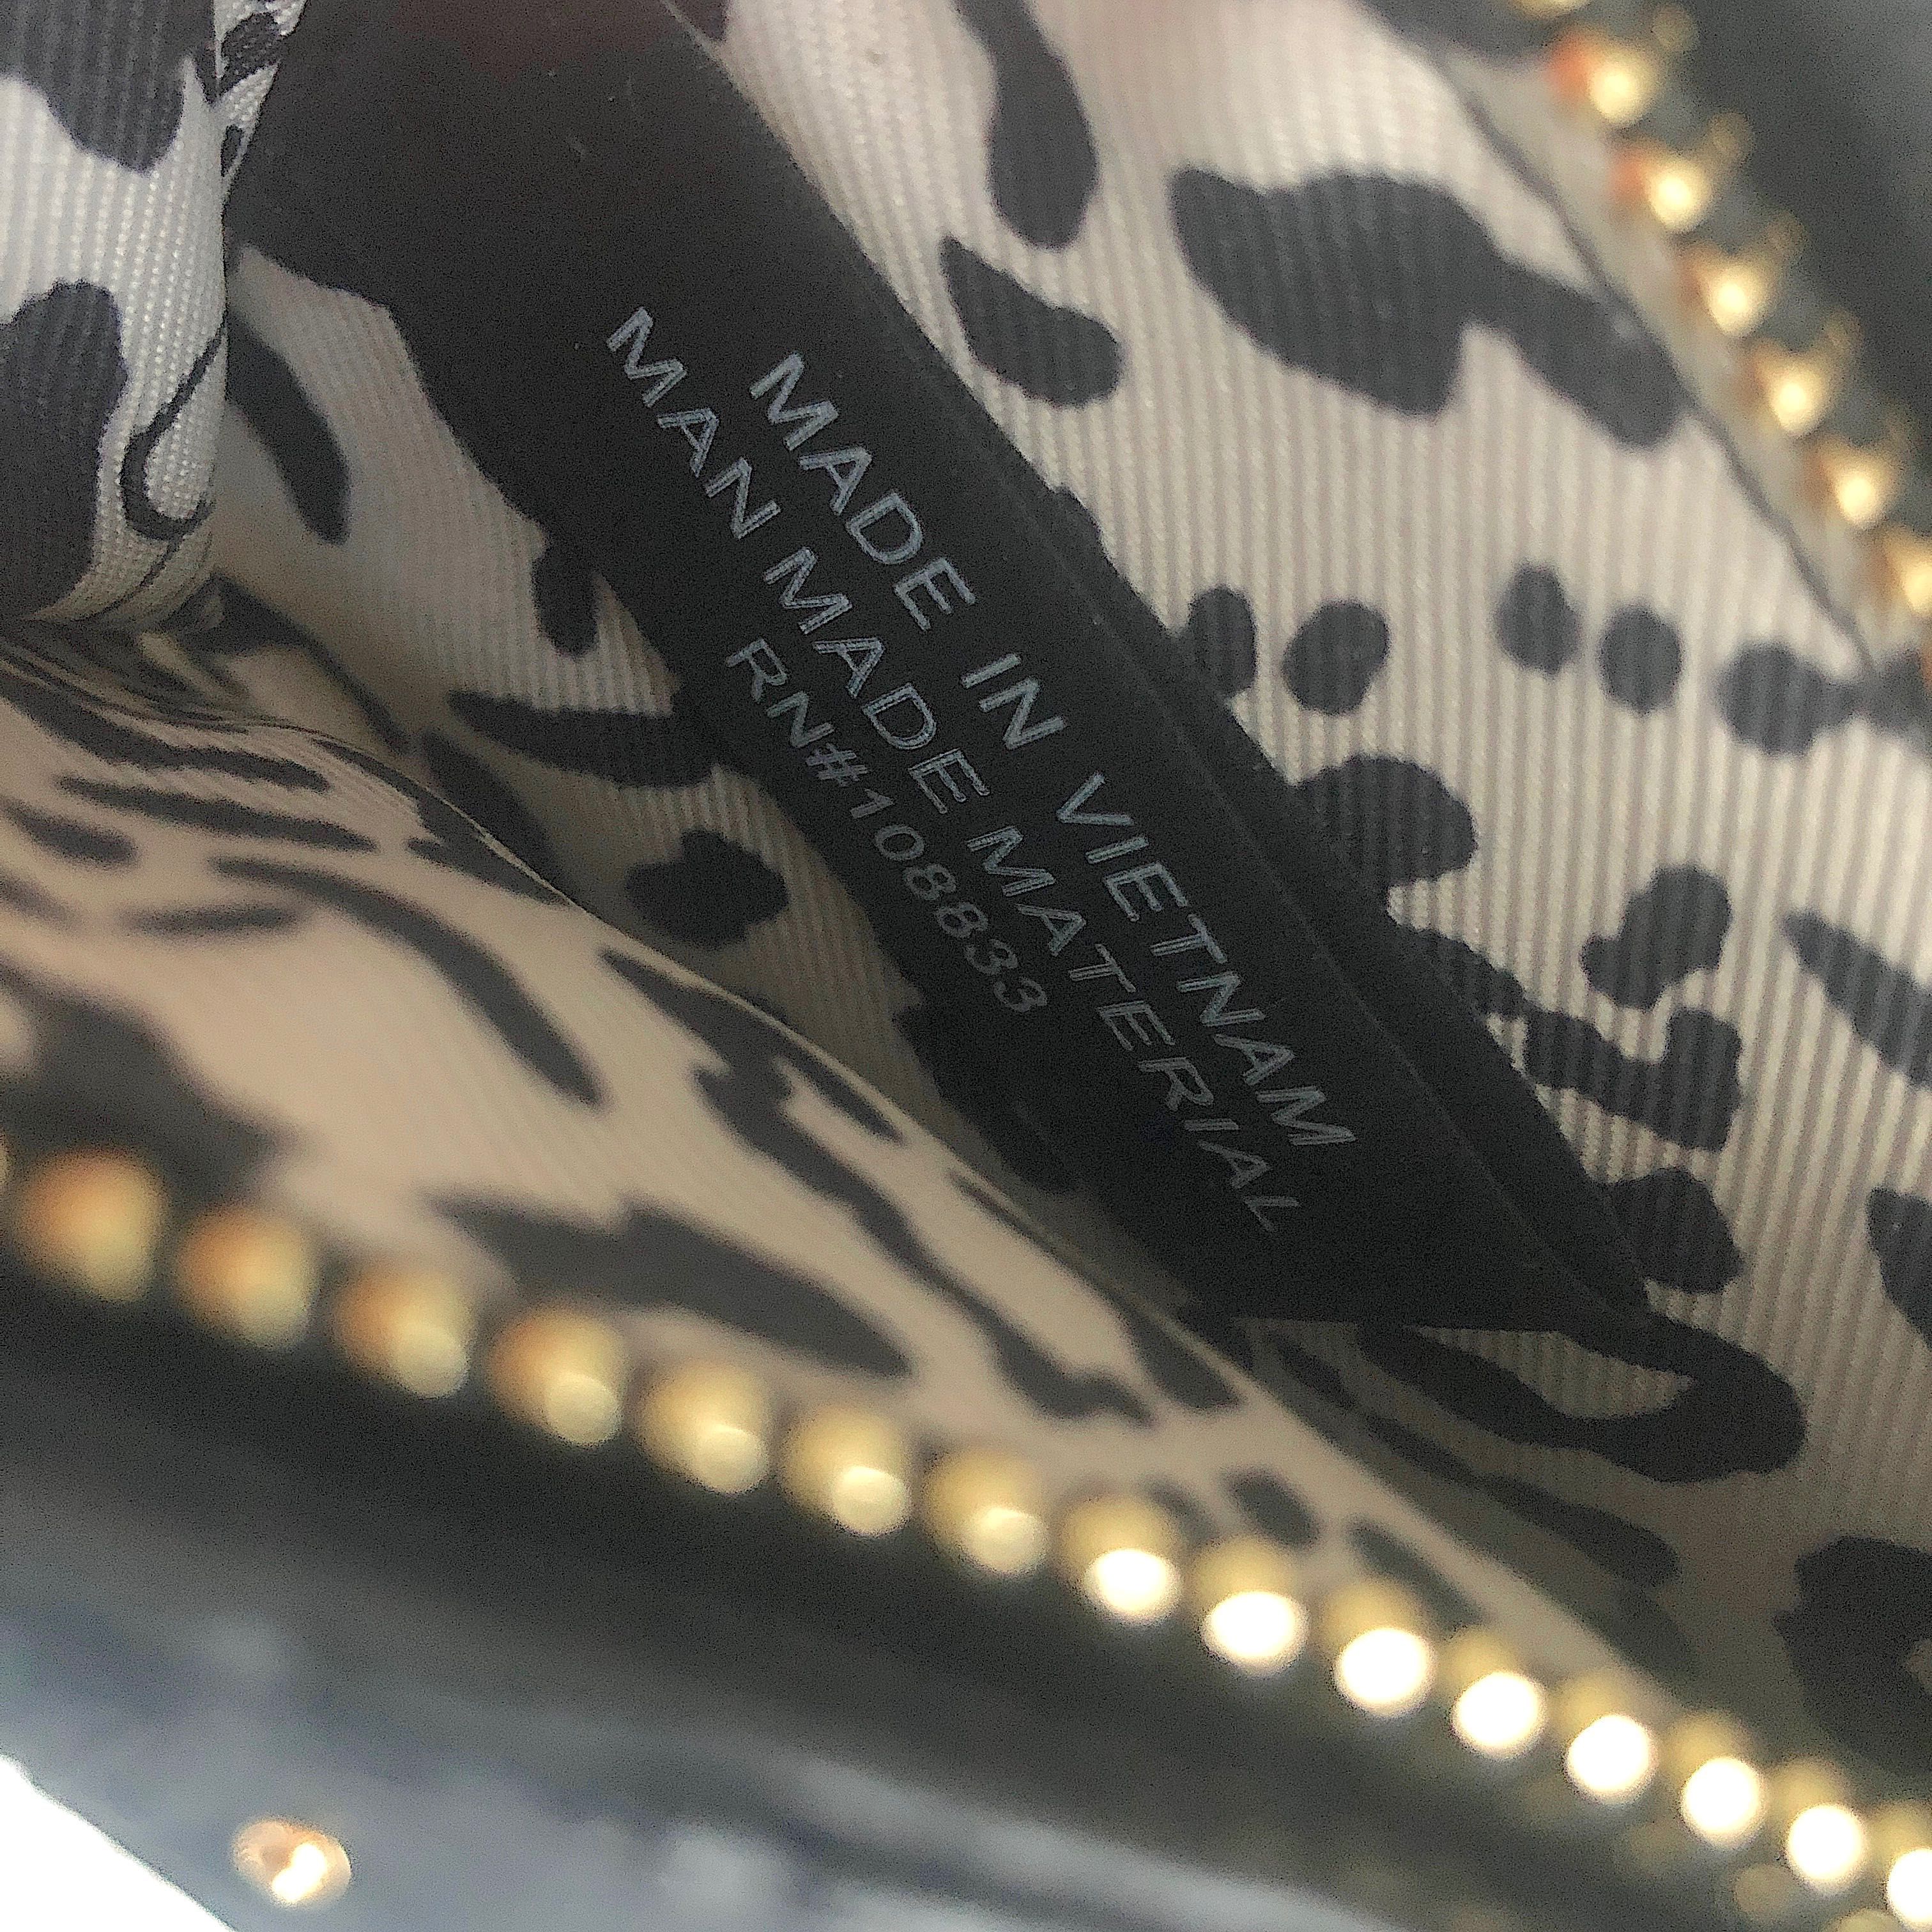 MADE IN VIETNAM
MAN MADE MATERIAL
RN#108833